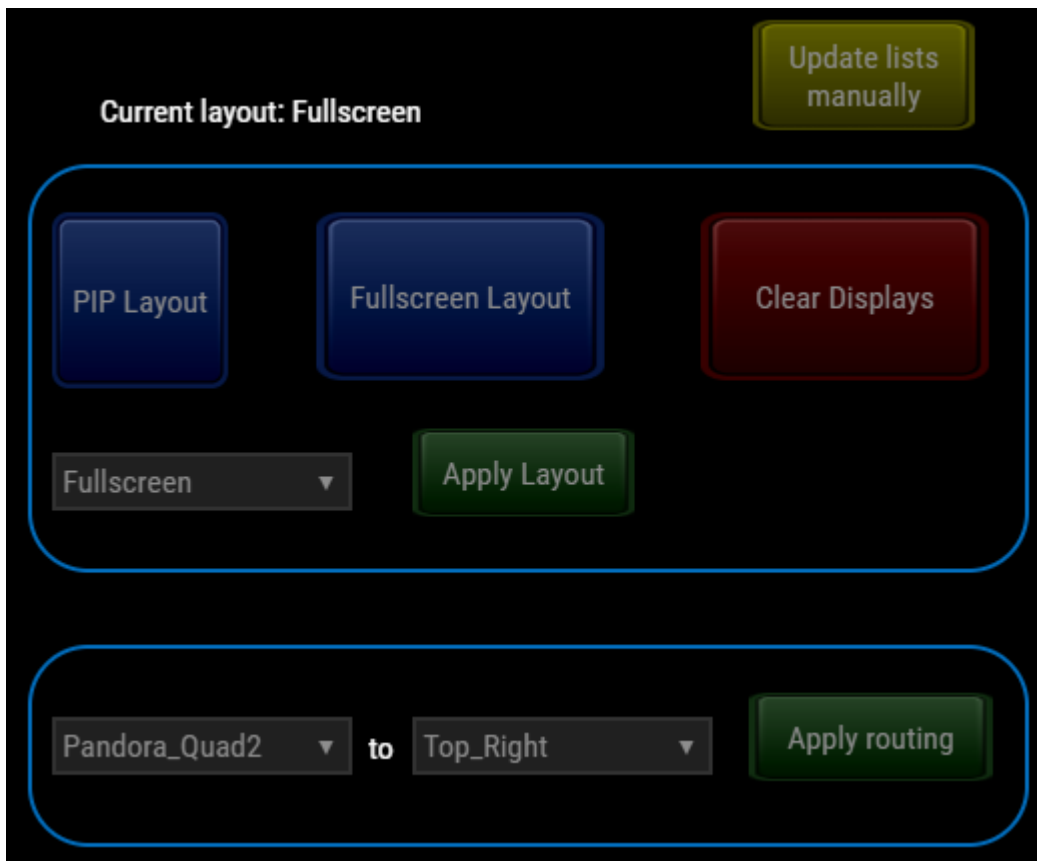 Update lists
manually
Current layout: Fullscreen
PIP Layout
Fullscreen Layout
Clear Displays
Fullscreen
Apply Layout
Pandora_Quad2
to
Top_Right
Apply routing